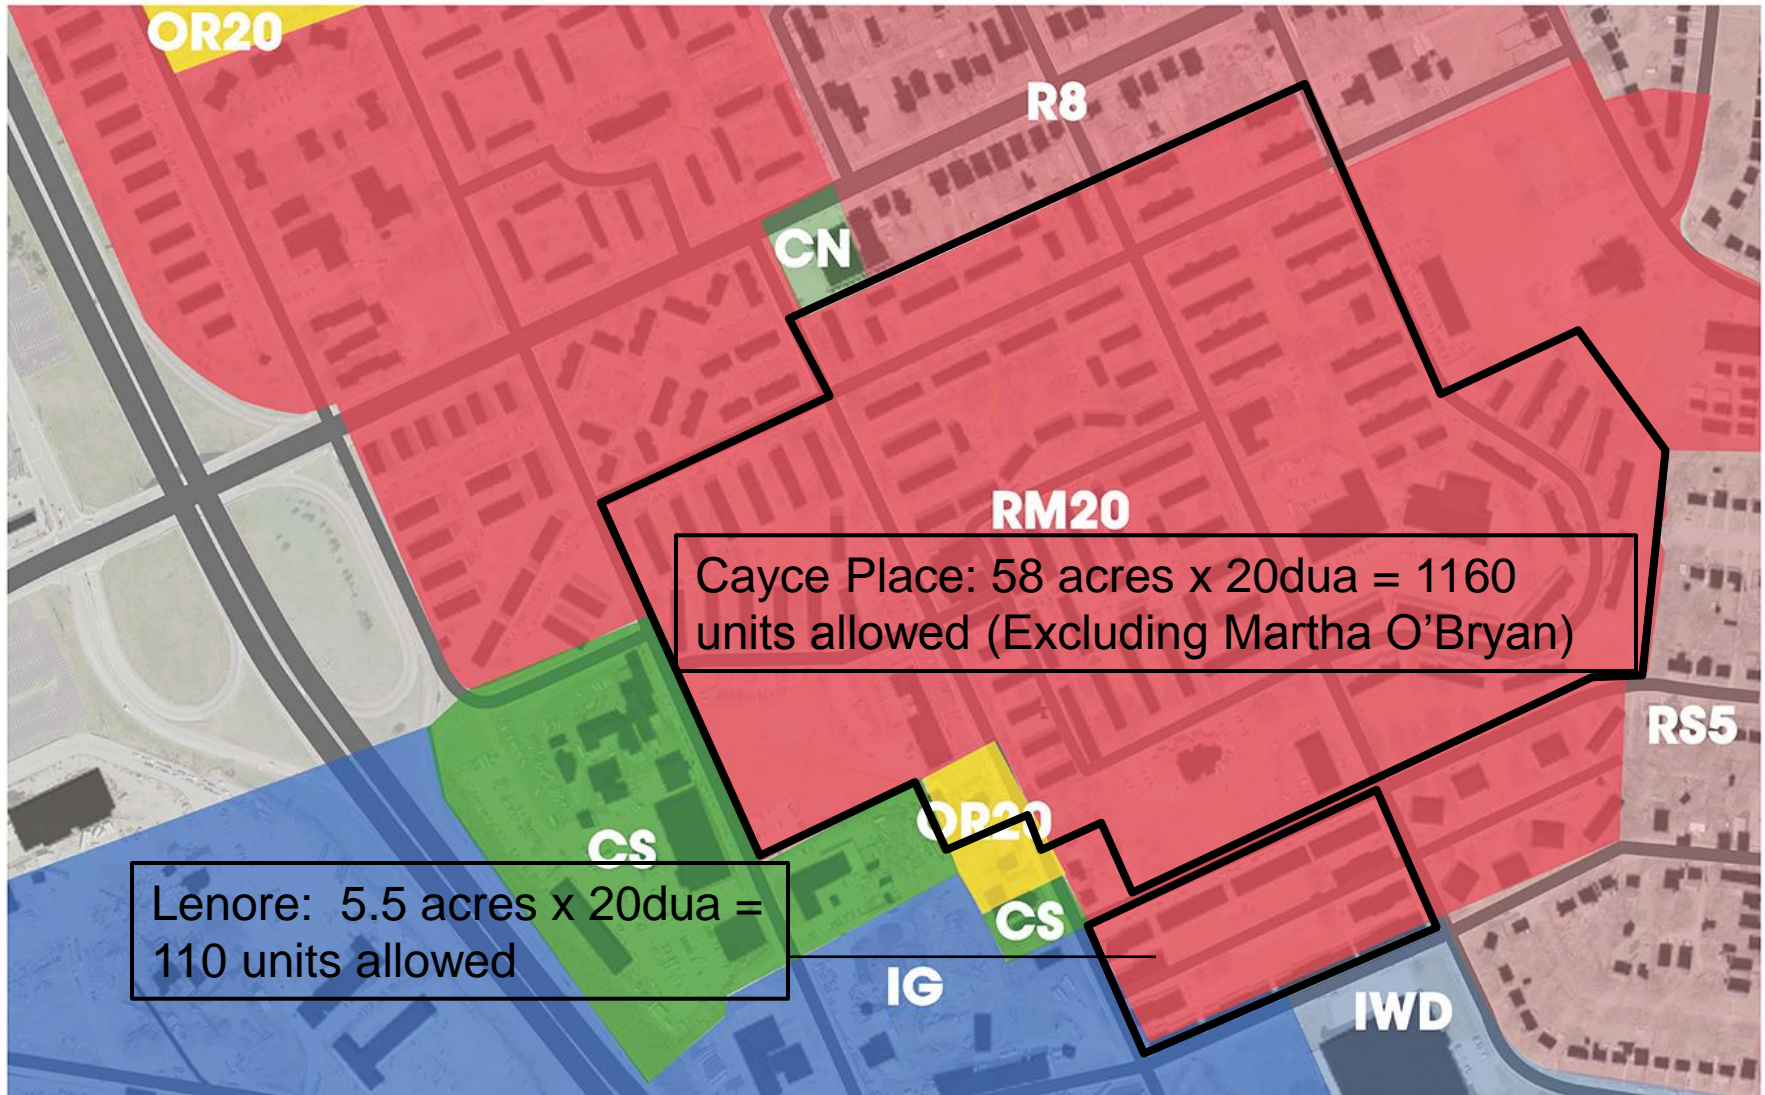 OR20
R8
CN
RM20
Cayce Place: 58 acres x 20dua = 1160
units allowed (Excluding Martha O’Bryan)
RS5
OR20
CS
Lenore:  5.5 acres x 20dua =
110 units allowed
CS
IG
IWD